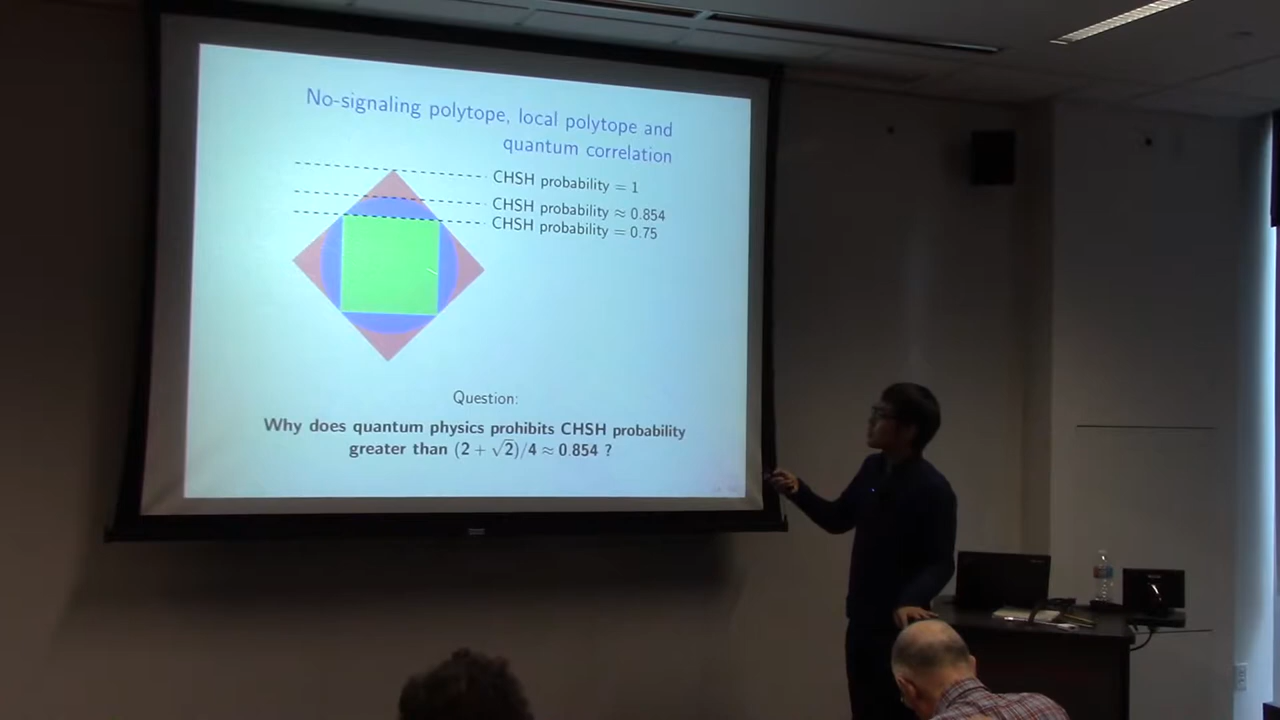 No-signaling polytope, local polytope and
quantum correlation
CHSH probability = 1
CHSH probability ≈ 0.854
CHSH probability = 0.75
Question:
Why does quantum physics prohibits CHSH probability
greater than (2 + √2)/4 ≈ 0.854 ?